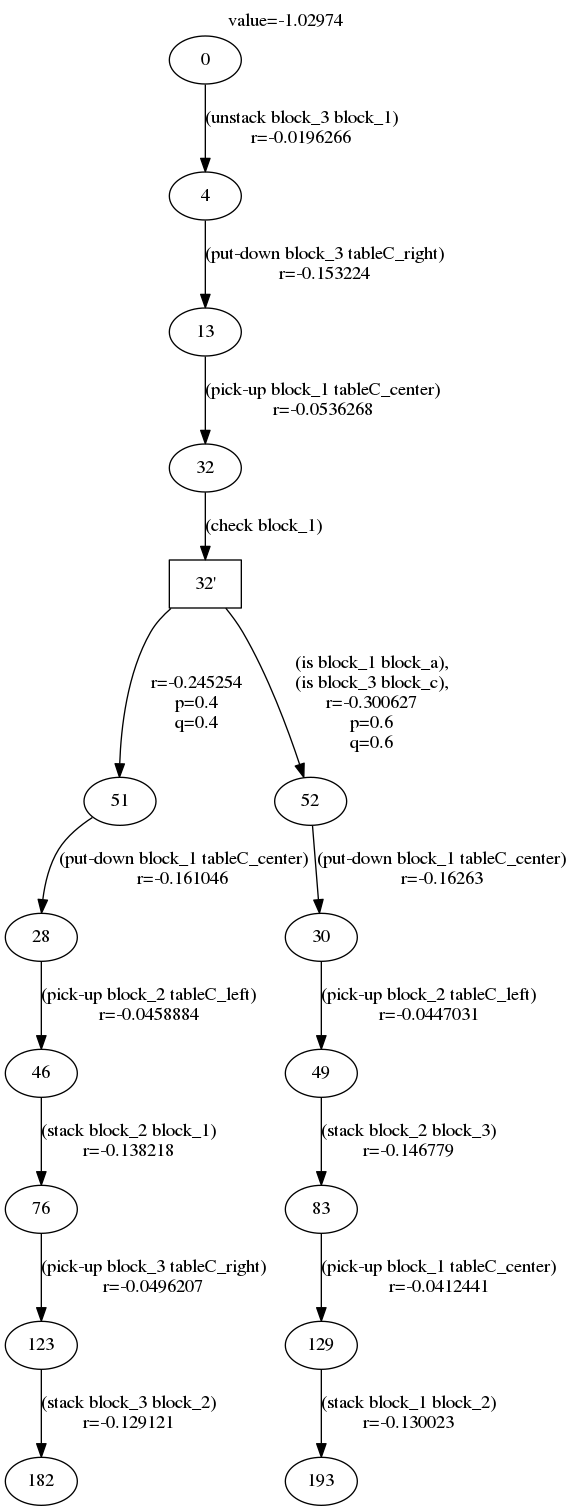 value=-1.02974
0
(unstack block_3 block_1)
r=-0.0196266
4
(put-down block_3 tableC_right)
r=-0.153224
13
(pick-up block_1 tableC_center)
r=-0.0536268
32
(check block_1)
32'
r=-0.245254
p=0.4
q=0.4
(is block_1 block_a),
(is block_3 block_c),
r=-0.300627
p=0.6
q=0.6
51
52
(put-down block_1 tableC_center)
r=-0.161046
(put-down block_1 tableC_center)
r=-0.16263
28
30
(pick-up block_2 tableC_left)
r=-0.0458884
(pick-up block_2 tableC_left)
r=-0.0447031
46
49
(stack block_2 block_1)
r=-0.138218
(stack block_2 block_3)
r=-0.146779
76
83
(pick-up block_3 tableC_right)
r=-0.0496207
(pick-up block_1 tableC_center)
r=-0.0412441
123
129
(stack block_3 block_2)
r=-0.129121
(stack block_1 block_2)
r=-0.130023
182
193